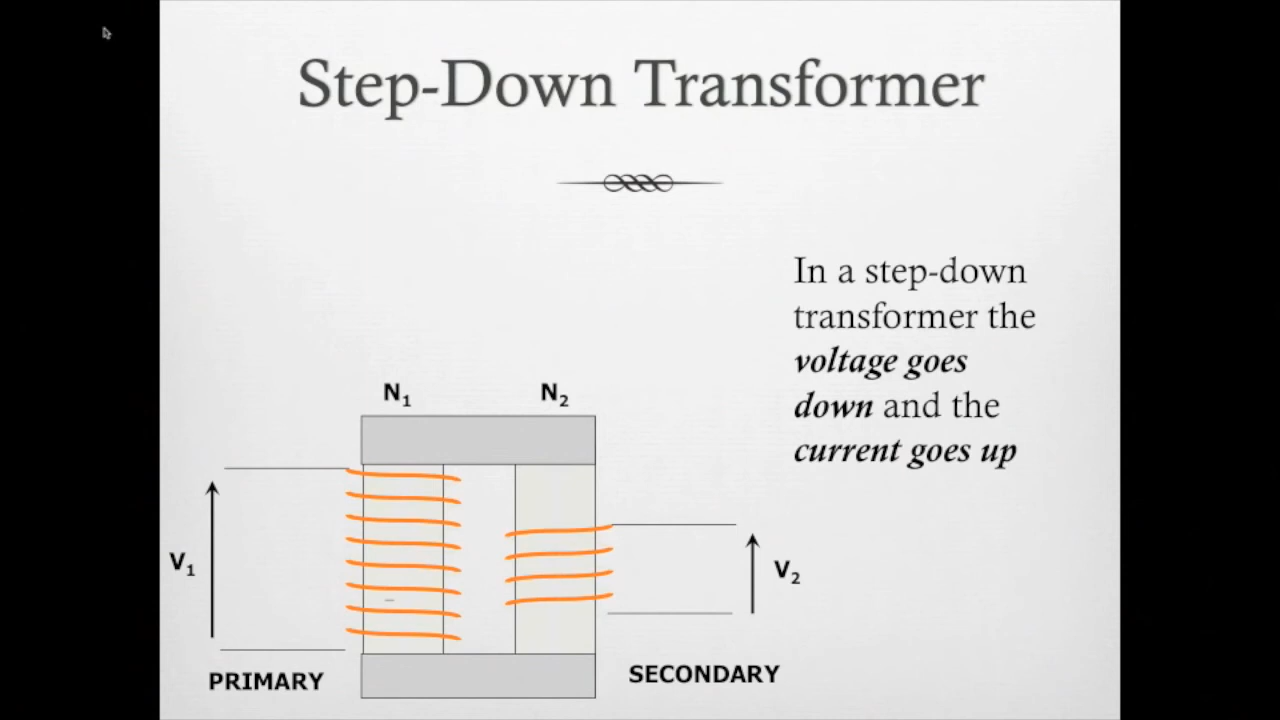 Step-Down Transformer
In a step-down
transformer the
voltage goes
down and the
current goes up
N₁ N₂
V₁
V₂
PRIMARY
SECONDARY